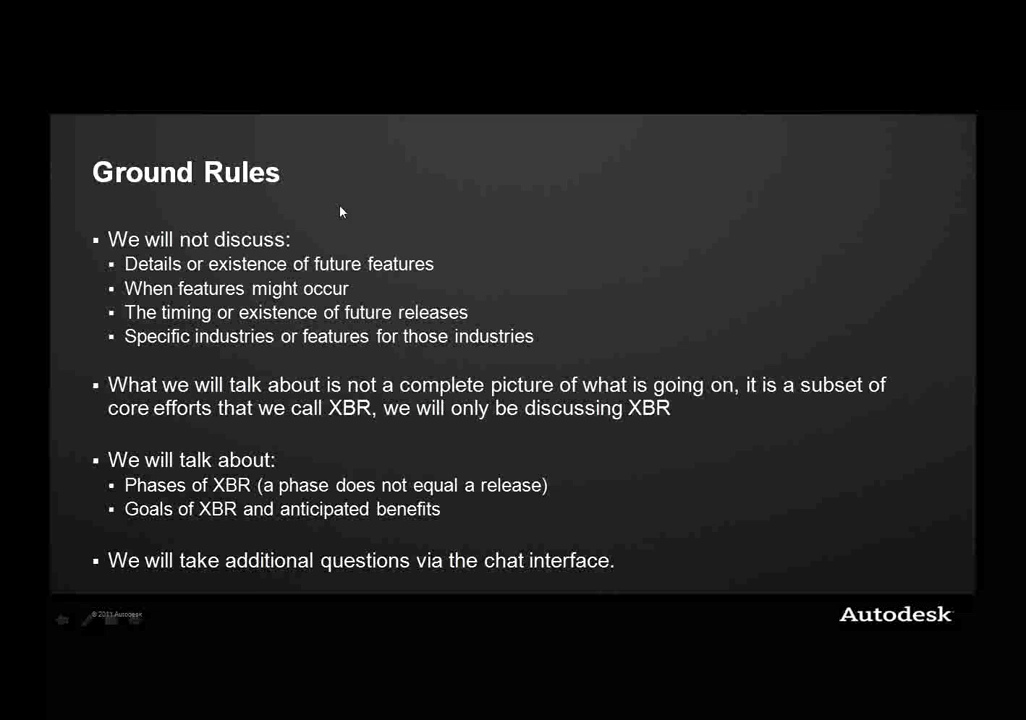 Ground Rules
▪ We will not discuss:
▪ Details or existence of future features
▪ When features might occur
▪ The timing or existence of future releases
▪ Specific industries or features for those industries
▪ What we will talk about is not a complete picture of what is going on, it is a subset of
core efforts that we call XBR, we will only be discussing XBR
▪ We will talk about:
▪ Phases of XBR (a phase does not equal a release)
▪ Goals of XBR and anticipated benefits
▪ We will take additional questions via the chat interface.
© 2011 Autodesk
Autodesk